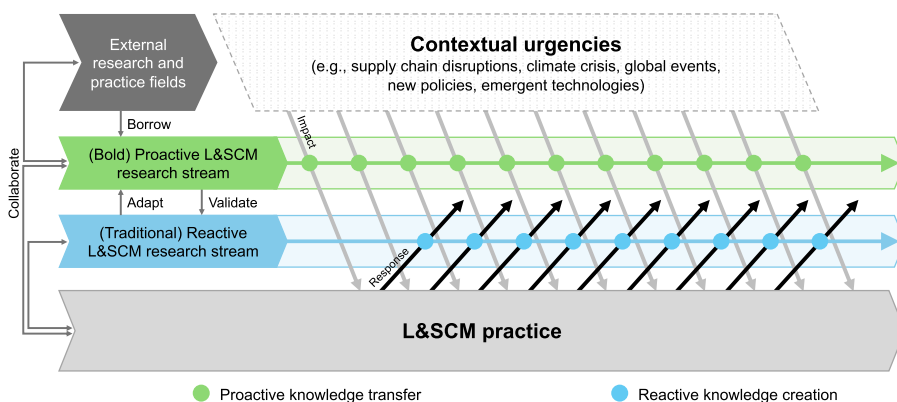 External
research and
practice fields
Contextual urgencies
(e.g., supply chain disruptions, climate crisis, global events,
new policies, emergent technologies)
Collaborate
Borrow
Impact
(Bold) Proactive L&SCM
research stream
Adapt
Validate
(Traditional) Reactive
L&SCM research stream
Response
L&SCM practice
Proactive knowledge transfer
Reactive knowledge creation